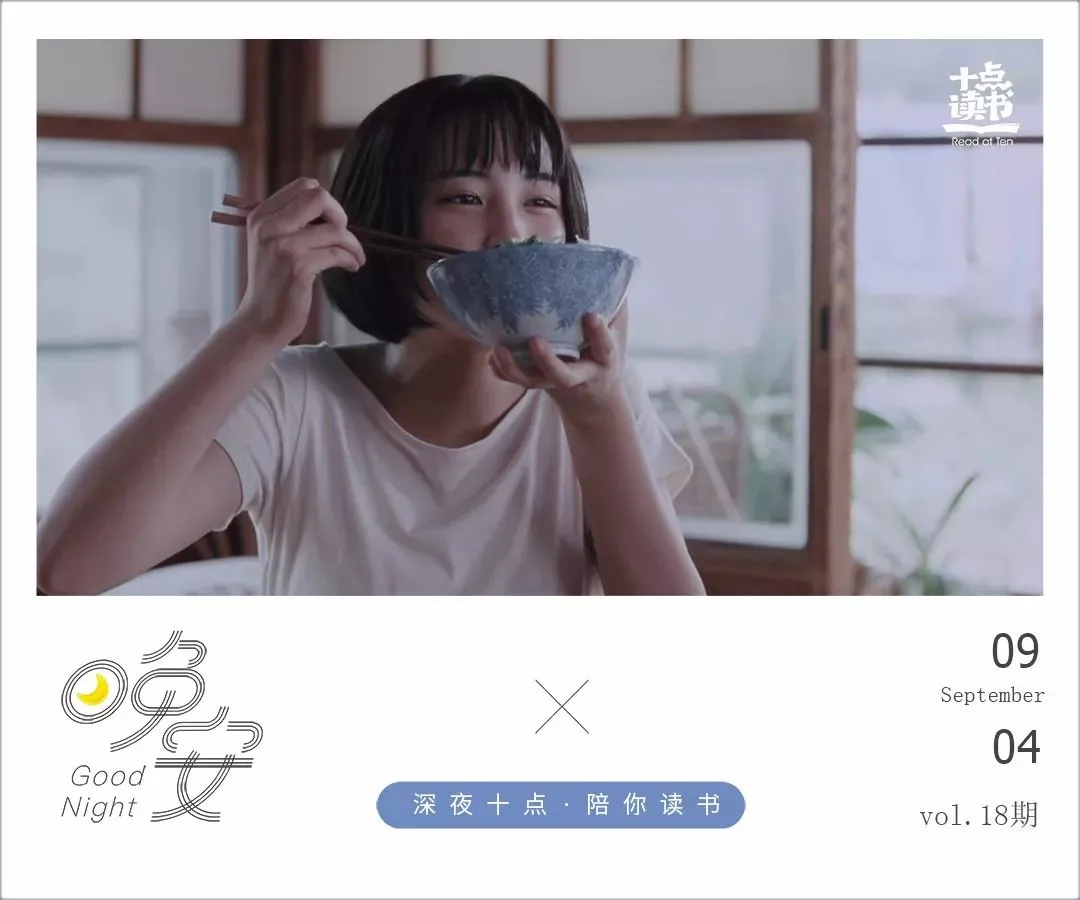 十点
读书
Read at Ten
晚安
Good
Night
深夜十点·陪你读书
09
September
04
vol.18期